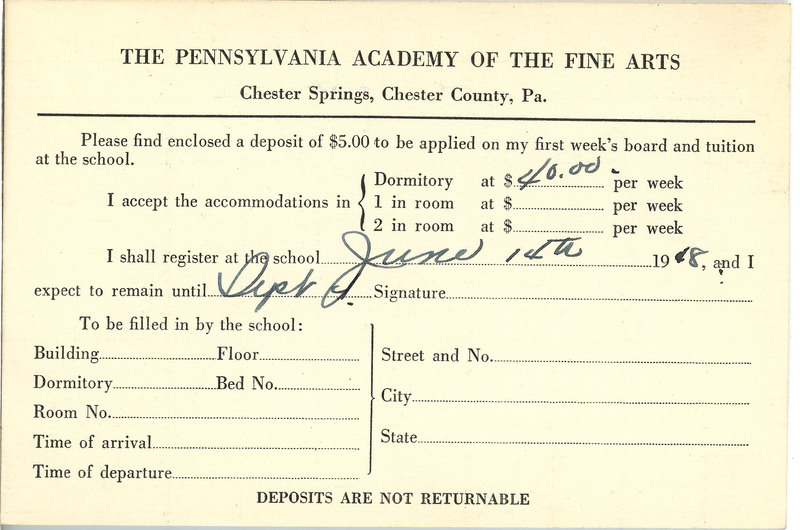 THE PENNSYLVANIA ACADEMY OF THE FINE ARTS
Chester Springs, Chester County, Pa.
Please find enclosed a deposit of $5.00 to be applied on my first week's board and tuition
at the school.
Dormitory at $ 40.00 per week
I accept the accommodations in 1 in room at $ per week
2 in room at $ per week
I shall register at the school June 14th 19 48, and I
expect to remain until Sept Signature
To be filled in by the school:
Building Floor
Street and No.
Dormitory Bed No.
City
Room No.
State
Time of arrival
Time of departure
DEPOSITS ARE NOT RETURNABLE